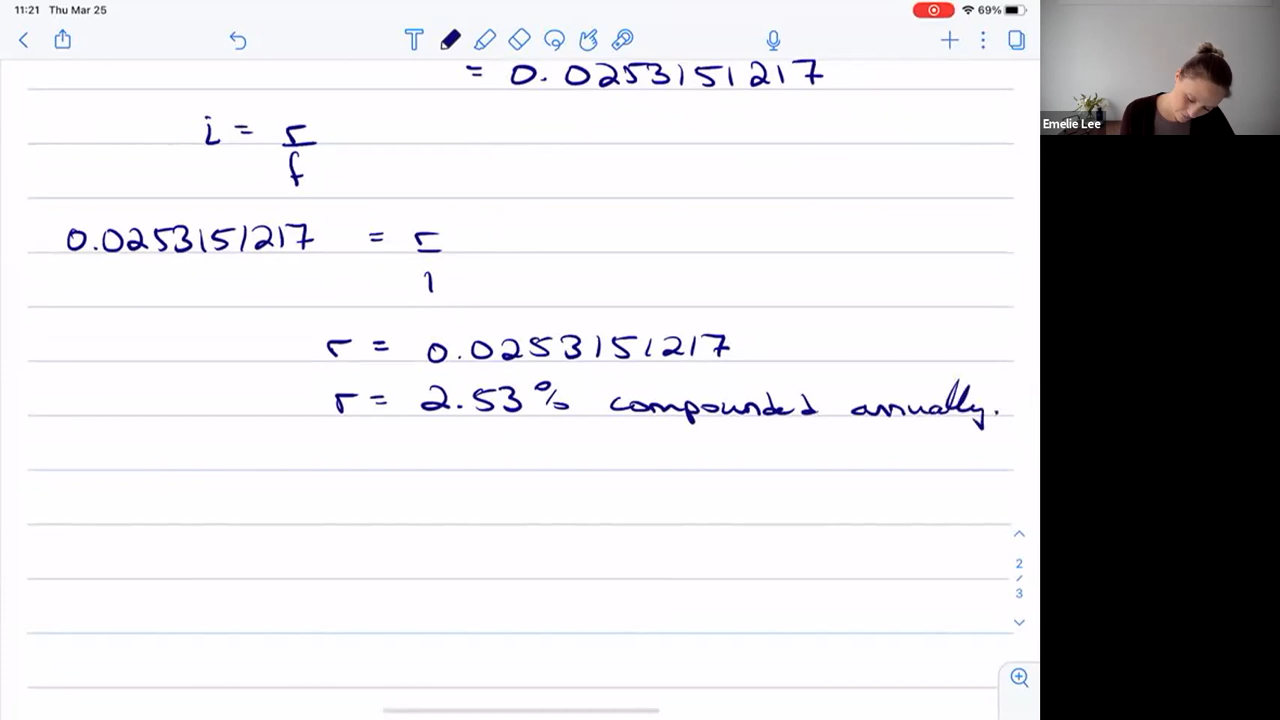 11:21 Thu Mar 25
69%
T
= 0.0253151217
Emelie Lee
i = r
f
0.0253151217 = r
1
r = 0.0253151217
r = 2.53% compounded annually.
2
/
3